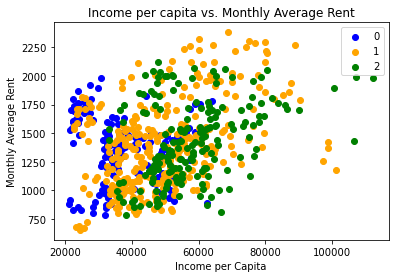 Income per capita vs. Monthly Average Rent
0
1
2
2250
2000
1750
1500
1250
1000
750
Monthly Average Rent
20000 40000 60000 80000 100000
Income per Capita